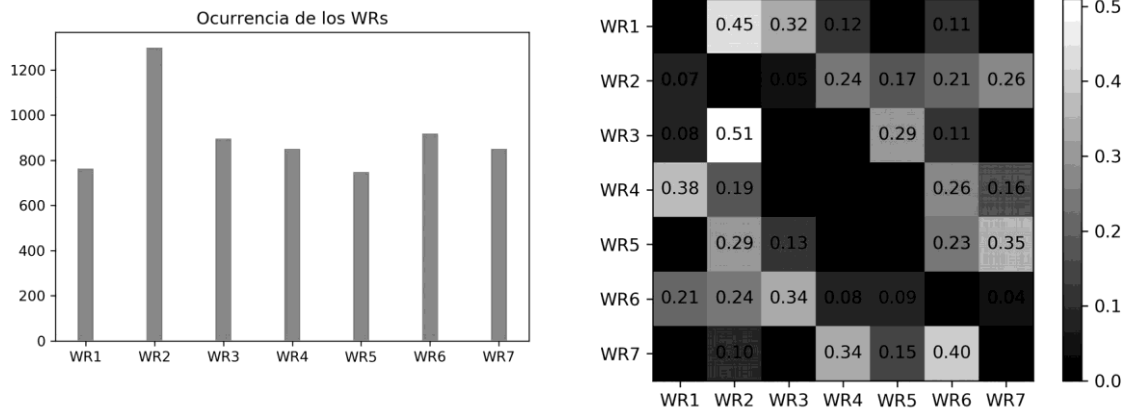 Ocurrencia de los WRs
1200
1000
800
600
400
200
0
WR1 WR2 WR3 WR4 WR5 WR6 WR7
WR1 0.45 0.32 0.12 0.11
WR2 0.07 0.05 0.24 0.17 0.21 0.26
WR3 0.08 0.51 0.29 0.11
WR4 0.38 0.19 0.26 0.16
WR5 0.29 0.13 0.23 0.35
WR6 0.21 0.24 0.34 0.08 0.09 0.04
WR7 0.10 0.34 0.15 0.40
WR1 WR2 WR3 WR4 WR5 WR6 WR7
0.5
0.4
0.3
0.2
0.1
0.0